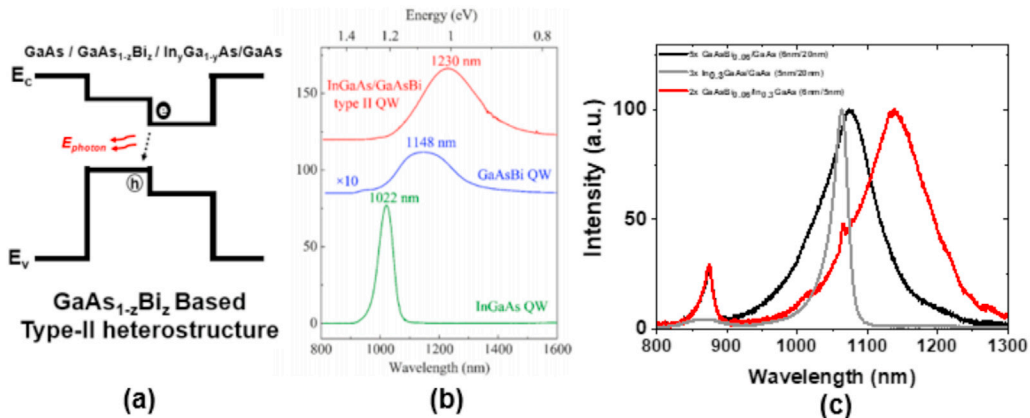 GaAs / GaAs1-zBiz / InyGa1-yAs/GaAs
EC
e
Ephoton
h
EV
GaAs1-zBiz Based
Type-II heterostructure
(a)
Energy (eV)
1.4 1.2 1 0.8
1230 nm
InGaAs/GaAsBi
type II QW
150
1148 nm
100
×10
GaAsBi QW
1022 nm
50
InGaAs QW
0
800 1000 1200 1400 1600
Wavelength (nm)
(b)
5x GaAsBi0.06/GaAs (6nm/20nm)
3x In0.3GaAs/GaAs (5nm/20nm)
2x GaAsBi0.06/In0.3GaAs (6nm/5nm)
Intensity (a.u.)
100
50
0
800 900 1000 1100 1200 1300
Wavelength (nm)
(c)